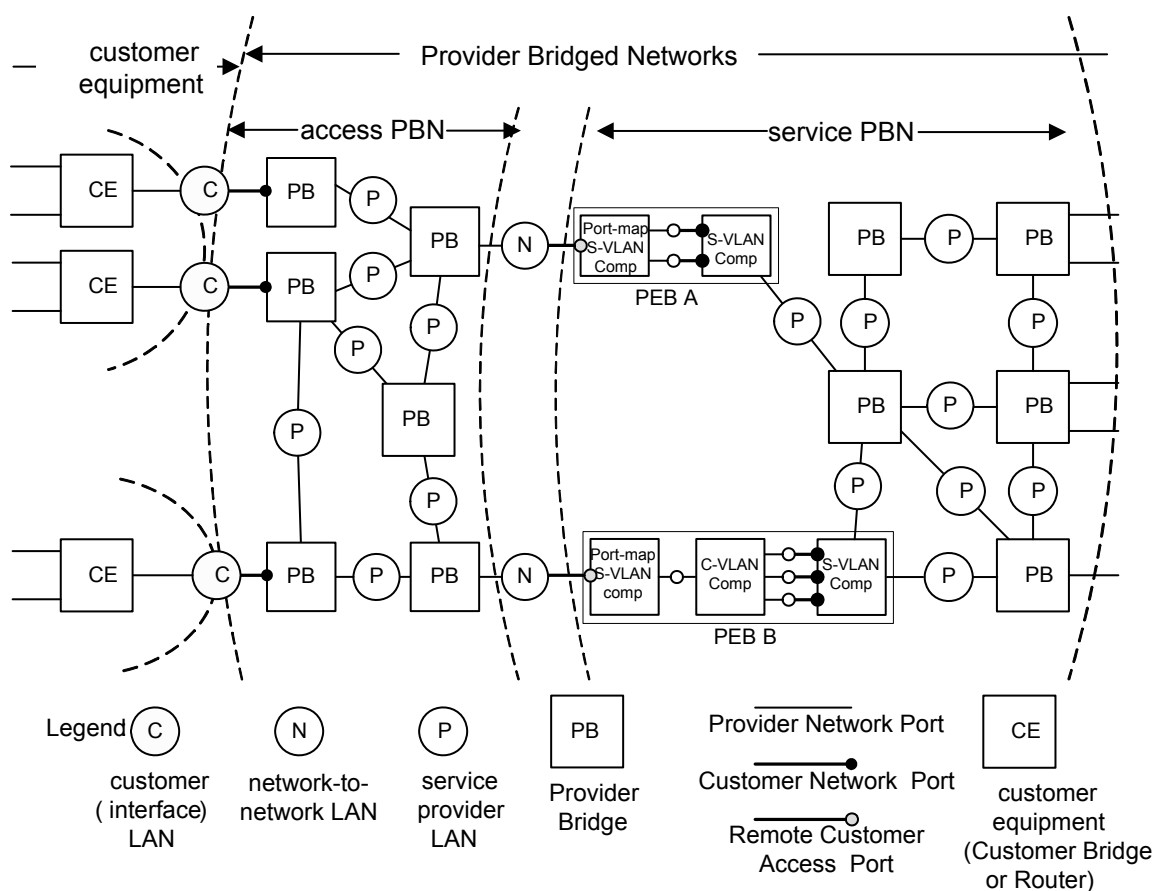 customer
equipment
Provider Bridged Networks
access PBN
service PBN
CE
C
PB
P
PB
N
Port-map
S-VLAN
Comp
S-VLAN
Comp
PEB A
PB
P
PB
CE
C
PB
P
P
P
P
P
P
PB
P
PB
P
PB
P
P
P
P
CE
C
PB
P
PB
N
Port-map
S-VLAN
comp
C-VLAN
Comp
S-VLAN
Comp
PEB B
P
PB
Legend
C
customer
( interface)
LAN
N
network-to-
network LAN
P
service
provider
LAN
PB
Provider
Bridge
Provider Network Port
Customer Network Port
Remote Customer
Access Port
CE
customer
equipment
(Customer Bridge
or Router)